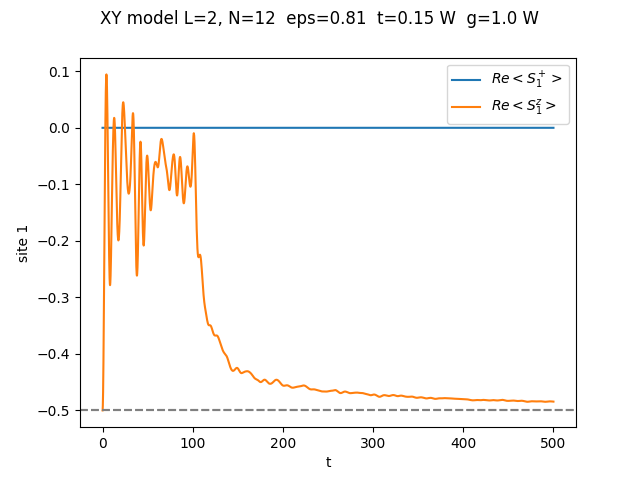 XY model L=2, N=12  eps=0.81  t=0.15 W  g=1.0 W
0.1
0.0
−0.1
−0.2
−0.3
−0.4
−0.5
site 1
Re < S₁⁺ >
Re < S₁ᶻ >
0
100
200
300
400
500
t